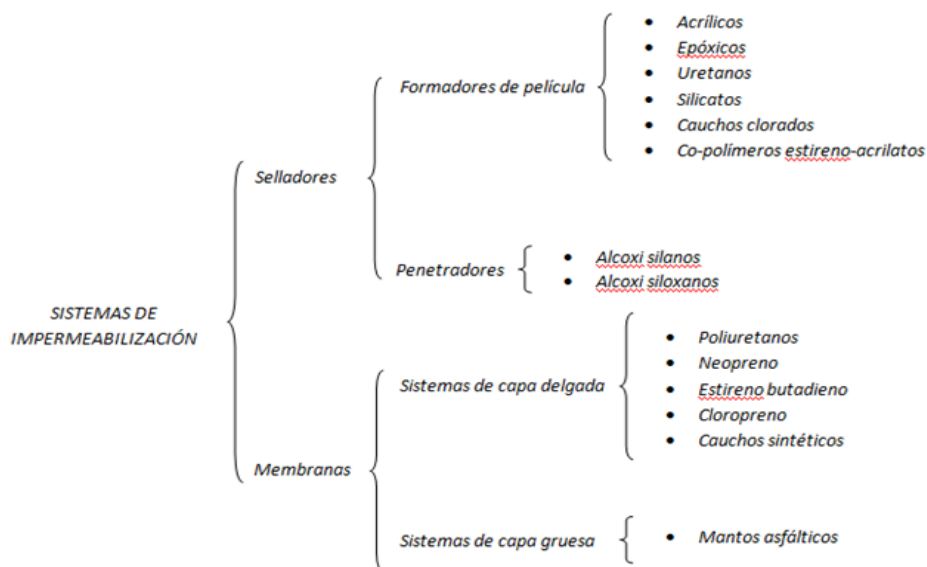 SISTEMAS DE
IMPERMEABILIZACIÓN
Selladores
Formadores de película
• Acrílicos
• Epóxicos
• Uretanos
• Silicatos
• Cauchos clorados
• Co-polímeros estireno-acrilatos
Penetradores
• Alcoxi silanos
• Alcoxi siloxanos
Membranas
Sistemas de capa delgada
• Poliuretanos
• Neopreno
• Estireno butadieno
• Cloropreno
• Cauchos sintéticos
Sistemas de capa gruesa
• Mantos asfálticos